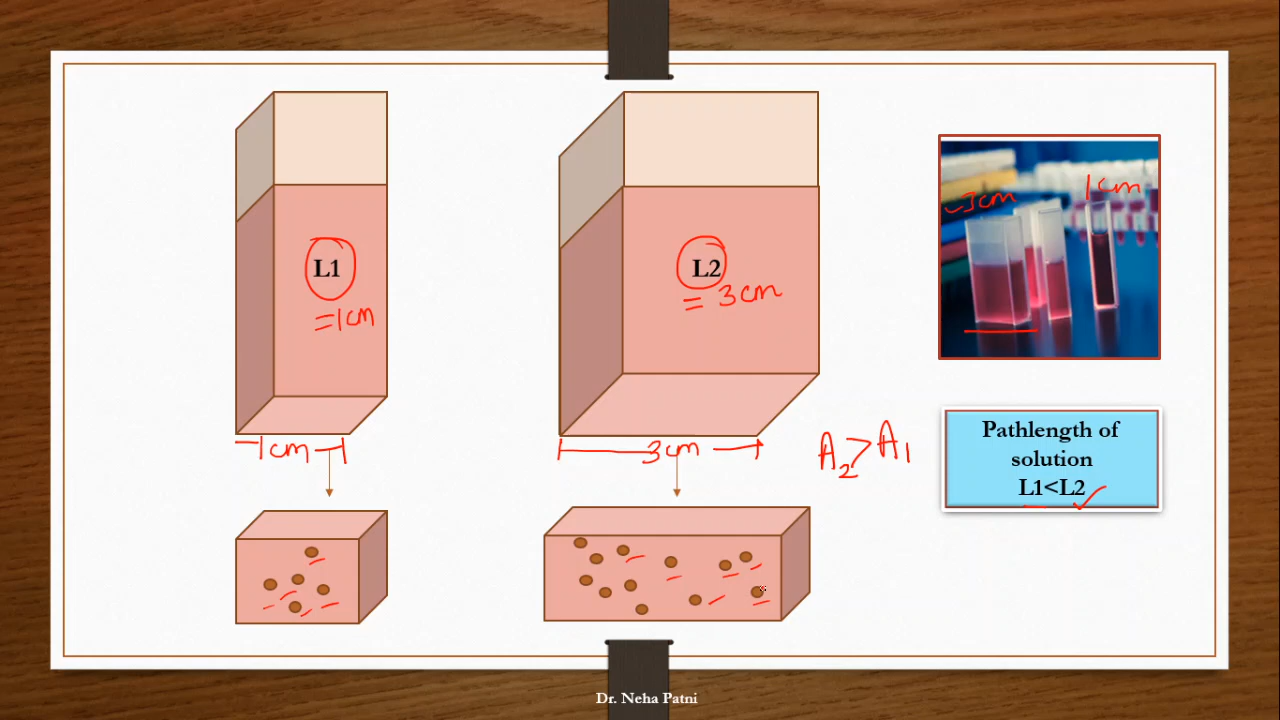 L1
=1cm
L2
= 3cm
3cm
1cm
1cm
3cm
A2>A1
Pathlength of
solution
L1<L2
Dr. Neha Patni